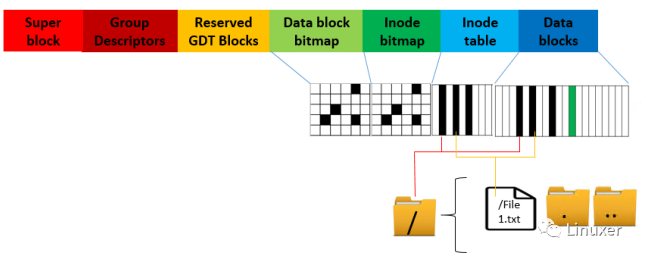 Super
block
Group
Descriptors
Reserved
GDT Blocks
Data block
bitmap
Inode
bitmap
Inode
table
Data
blocks
/
/File
1.txt
.
..
Linuxer